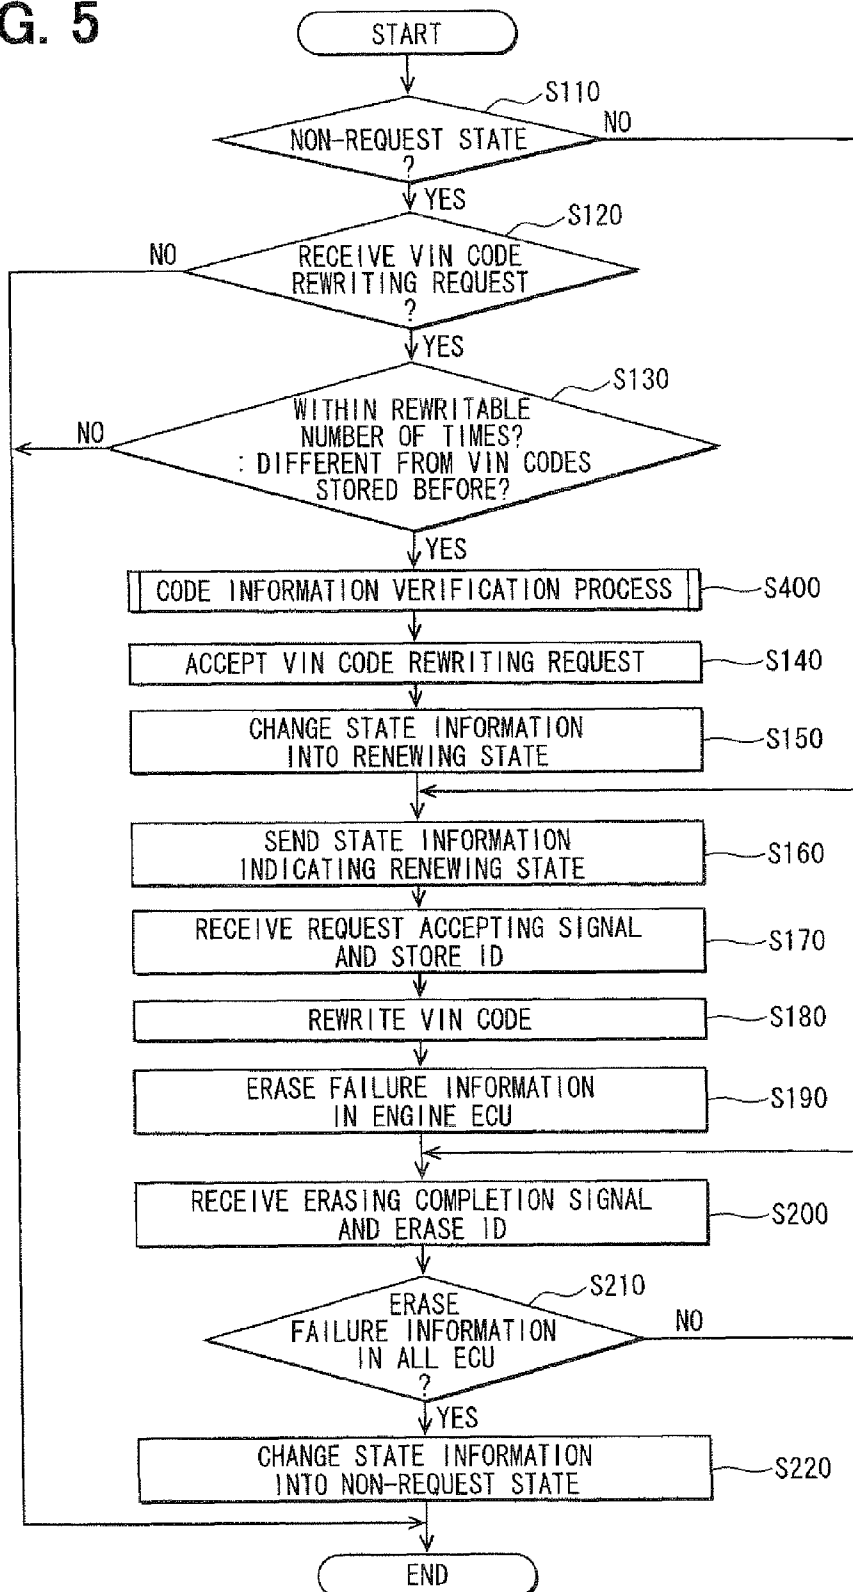 G. 5
START
S110
NON-REQUEST STATE
?
NO
YES
S120
RECEIVE VIN CODE
REWRITING REQUEST
?
NO
YES
S130
WITHIN REWRITABLE
NUMBER OF TIMES?
: DIFFERENT FROM VIN CODES
STORED BEFORE?
NO
YES
CODE INFORMATION VERIFICATION PROCESS
S400
ACCEPT VIN CODE REWRITING REQUEST
S140
CHANGE STATE INFORMATION
INTO RENEWING STATE
S150
SEND STATE INFORMATION
INDICATING RENEWING STATE
S160
RECEIVE REQUEST ACCEPTING SIGNAL
AND STORE ID
S170
REWRITE VIN CODE
S180
ERASE FAILURE INFORMATION
IN ENGINE ECU
S190
RECEIVE ERASING COMPLETION SIGNAL
AND ERASE ID
S200
S210
ERASE
FAILURE INFORMATION
IN ALL ECU
?
NO
YES
CHANGE STATE INFORMATION
INTO NON-REQUEST STATE
S220
END